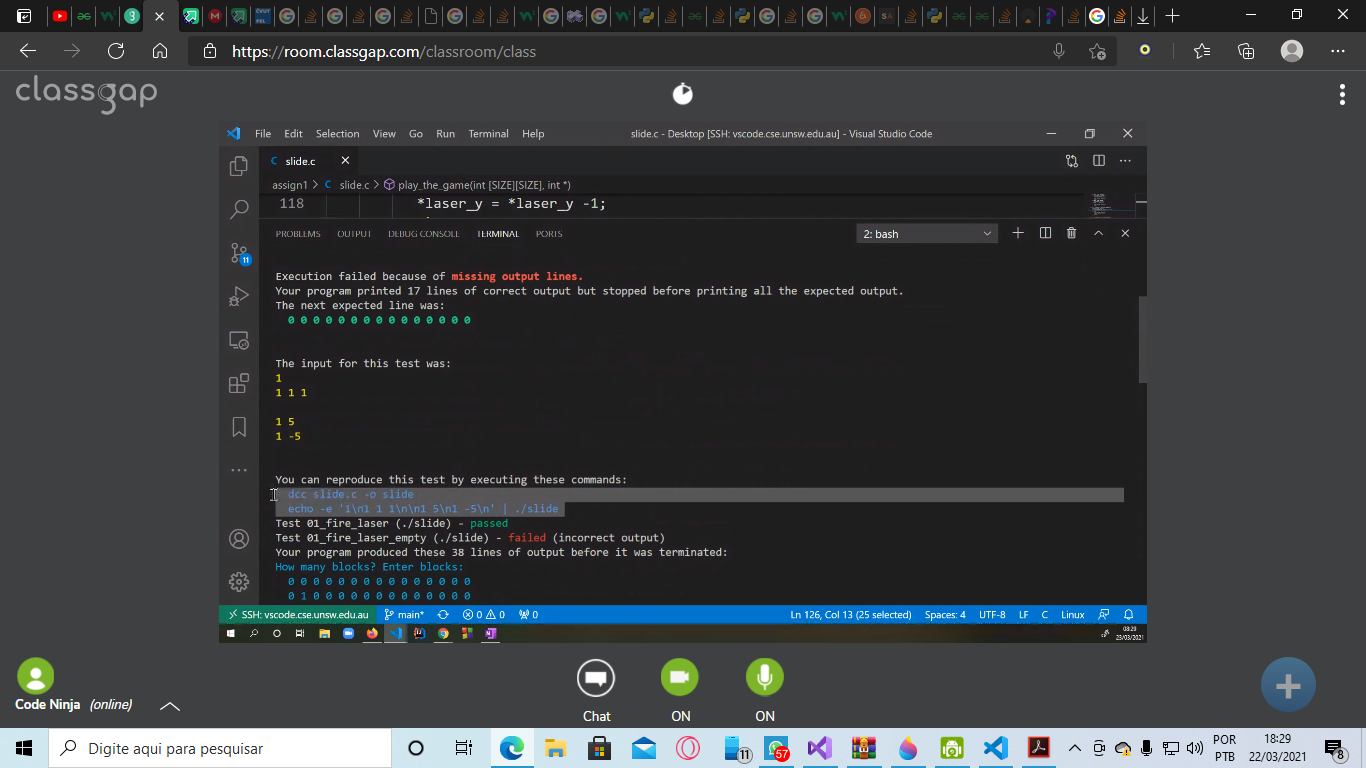 3
https://room.classgap.com/classroom/class
classgap
File Edit Selection View Go Run Terminal Help
slide.c - Desktop [SSH: vscode.cse.unsw.edu.au] - Visual Studio Code
C slide.c
assign1 > C slide.c > play_the_game(int [SIZE][SIZE], int *)
118 *laser_y = *laser_y -1;
PROBLEMS OUTPUT DEBUG CONSOLE TERMINAL PORTS
2: bash
11
Execution failed because of missing output lines.
Your program printed 17 lines of correct output but stopped before printing all the expected output.
The next expected line was:
0 0 0 0 0 0 0 0 0 0 0 0 0 0 0
The input for this test was:
1
1 1 1
1 5
1 -5
You can reproduce this test by executing these commands:
dcc slide.c -o slide
echo -e '1\n1 1 1\n\n1 5\n1 -5\n' | ./slide
Test 01_fire_laser (./slide) - passed
Test 01_fire_laser_empty (./slide) - failed (incorrect output)
Your program produced these 38 lines of output before it was terminated:
How many blocks? Enter blocks:
0 0 0 0 0 0 0 0 0 0 0 0 0 0 0
0 1 0 0 0 0 0 0 0 0 0 0 0 0 0
SSH: vscode.cse.unsw.edu.au main* 0 0 0
Ln 126, Col 13 (25 selected) Spaces: 4 UTF-8 LF C Linux
08:29
23/03/2021
Code Ninja (online)
Chat ON ON
Digite aqui para pesquisar
11
57
POR
PTB
18:29
22/03/2021
8